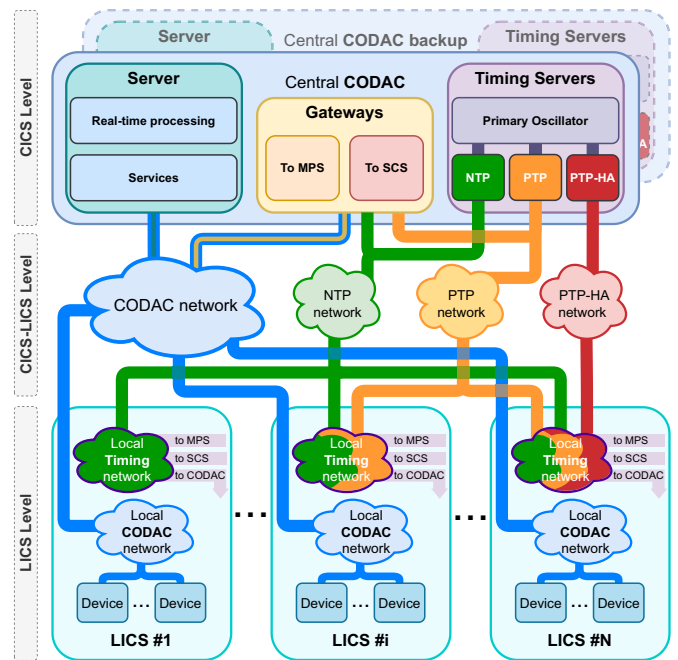 Server
Central CODAC backup
Timing Servers
A
CICS Level
Server
Central CODAC
Timing Servers
Gateways
Real-time processing
Services
To MPS
To SCS
Primary Oscillator
NTP
PTP
PTP-HA
CICS-LICS Level
CODAC network
NTP
network
PTP
network
PTP-HA
network
LICS Level
Local
Timing
network
to MPS
to SCS
to CODAC
Local
CODAC
network
Device
...
Device
LICS #1
...
Local
Timing
network
to MPS
to SCS
to CODAC
Local
CODAC
network
Device
...
Device
LICS #i
...
Local
Timing
network
to MPS
to SCS
to CODAC
Local
CODAC
network
Device
...
Device
LICS #N